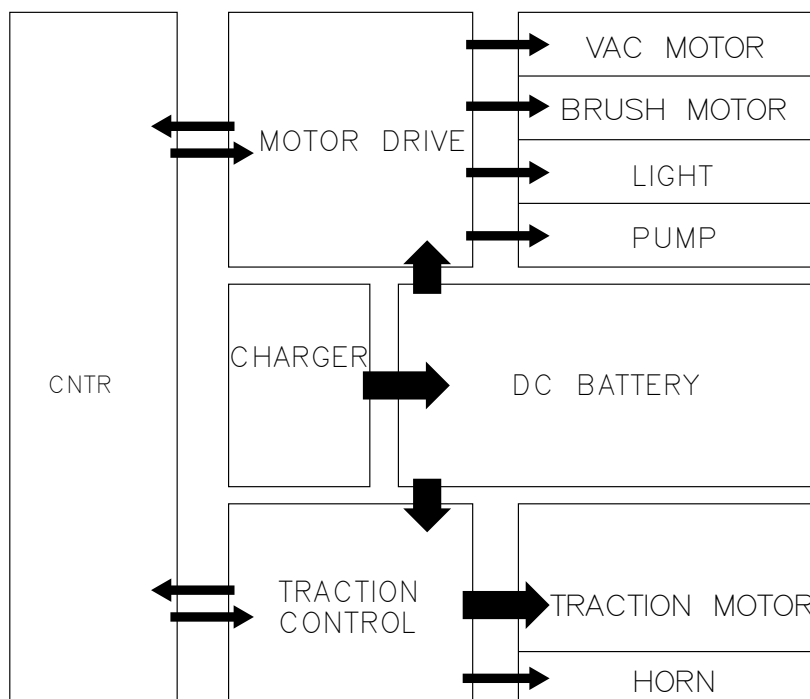 VAC MOTOR
BRUSH MOTOR
MOTOR DRIVE
LIGHT
PUMP
CHARGER
CNTR
DC BATTERY
TRACTION
CONTROL
TRACTION MOTOR
HORN